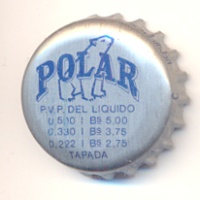 POLAR
P.V.P. DEL LIQUIDO
0,500 | BS 5,00
0,330 | BS 3,75
0,222 | BS 2,75
TAPADA